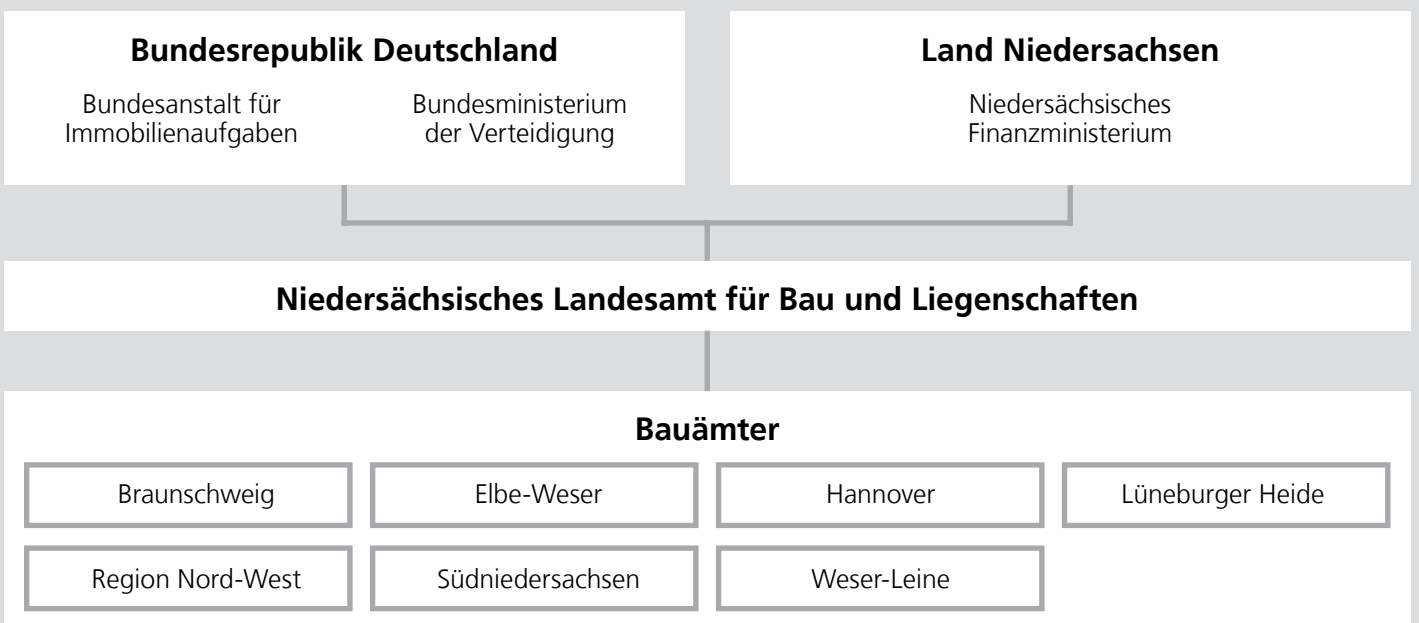 Bundesrepublik Deutschland
Bundesanstalt für
Immobilienaufgaben
Bundesministerium
der Verteidigung
Land Niedersachsen
Niedersächsisches
Finanzministerium
Niedersächsisches Landesamt für Bau und Liegenschaften
Bauämter
Braunschweig
Elbe-Weser
Hannover
Lüneburger Heide
Region Nord-West
Südniedersachsen
Weser-Leine